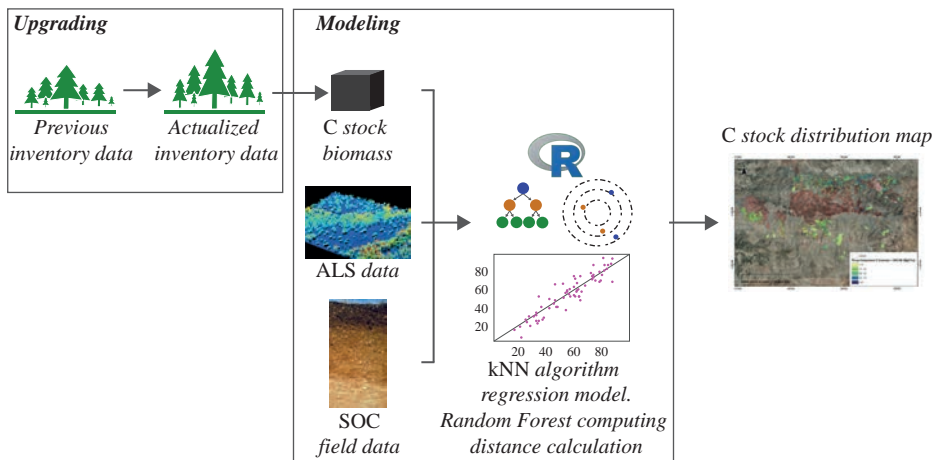 Upgrading
Previous
inventory data
Actualized
inventory data
Modeling
C stock
biomass
ALS data
SOC
field data
R
80
60
40
20
20 40 60 80
kNN algorithm
regression model.
Random Forest computing
distance calculation
C stock distribution map